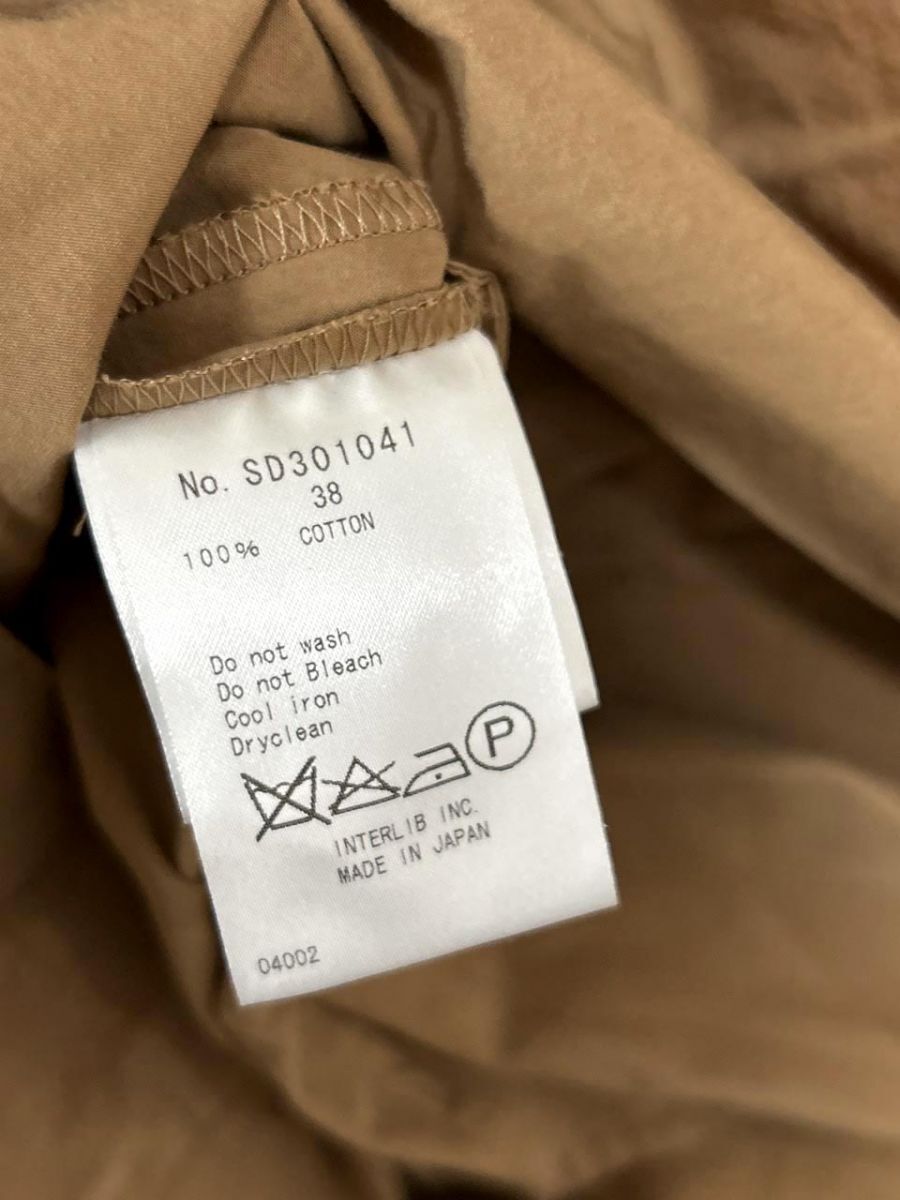 No. SD301041
38
100% COTTON
Do not wash
Do not Bleach
Cool iron
Dryclean
P
INTERLIB INC.
MADE IN JAPAN
04002